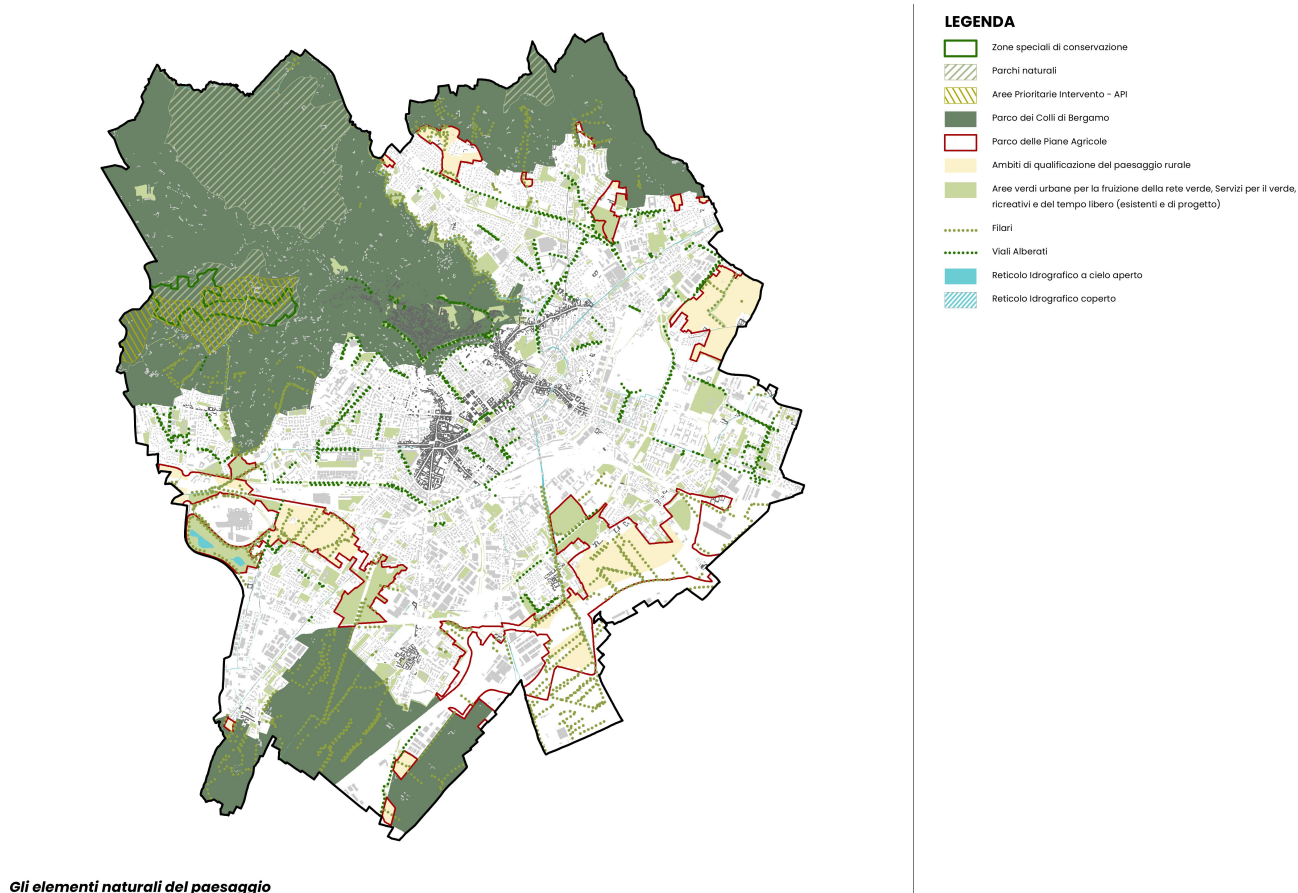 LEGENDA
Zone speciali di conservazione
Parchi naturali
Aree Prioritarie Intervento - API
Parco dei Colli di Bergamo
Parco delle Piane Agricole
Ambiti di qualificazione del paesaggio rurale
Aree verdi urbane per la fruizione della rete verde, Servizi per il verde,
ricreativi e del tempo libero (esistenti e di progetto)
Filari
Viali Alberati
Reticolo Idrografico a cielo aperto
Reticolo Idrografico coperto
Gli elementi naturali del paesaggio